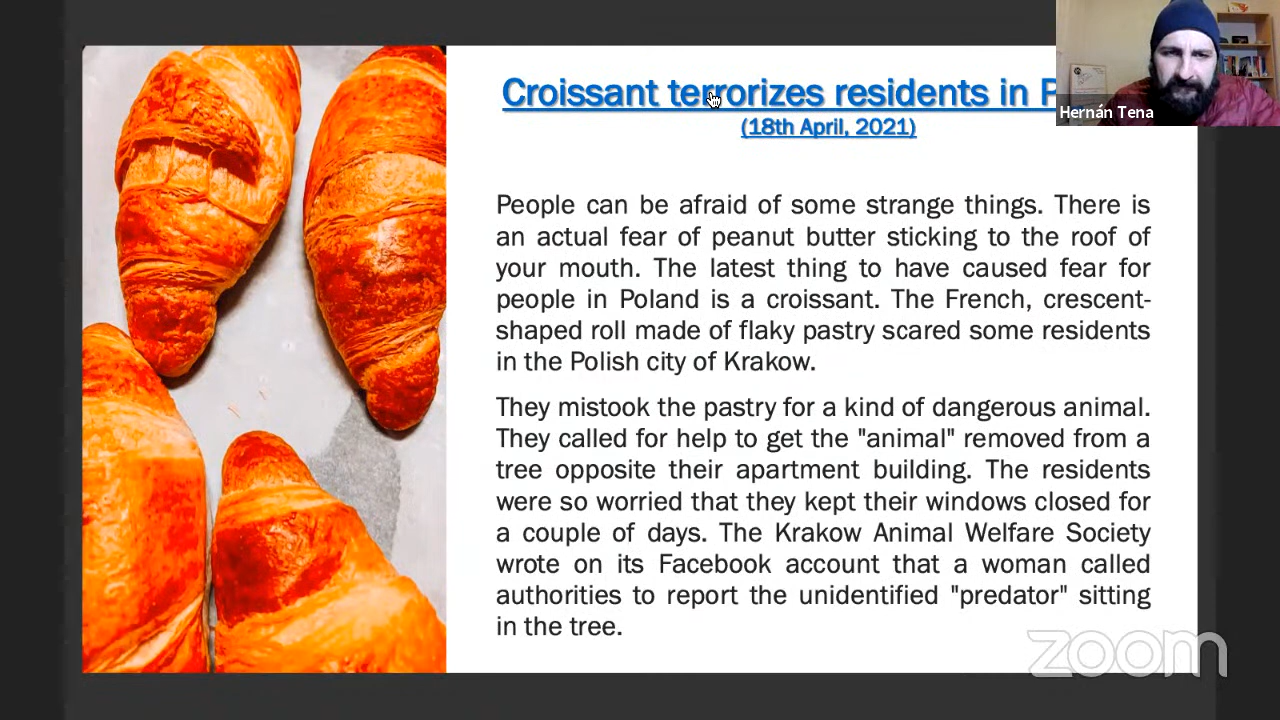 Croissant terrorizes residents in
(18th April, 2021)
Hernán Tena
People can be afraid of some strange things. There is
an actual fear of peanut butter sticking to the roof of
your mouth. The latest thing to have caused fear for
people in Poland is a croissant. The French, crescent-
shaped roll made of flaky pastry scared some residents
in the Polish city of Krakow.
They mistook the pastry for a kind of dangerous animal.
They called for help to get the "animal" removed from a
tree opposite their apartment building. The residents
were so worried that they kept their windows closed for
a couple of days. The Krakow Animal Welfare Society
wrote on its Facebook account that a woman called
authorities to report the unidentified "predator" sitting
in the tree.
zoom